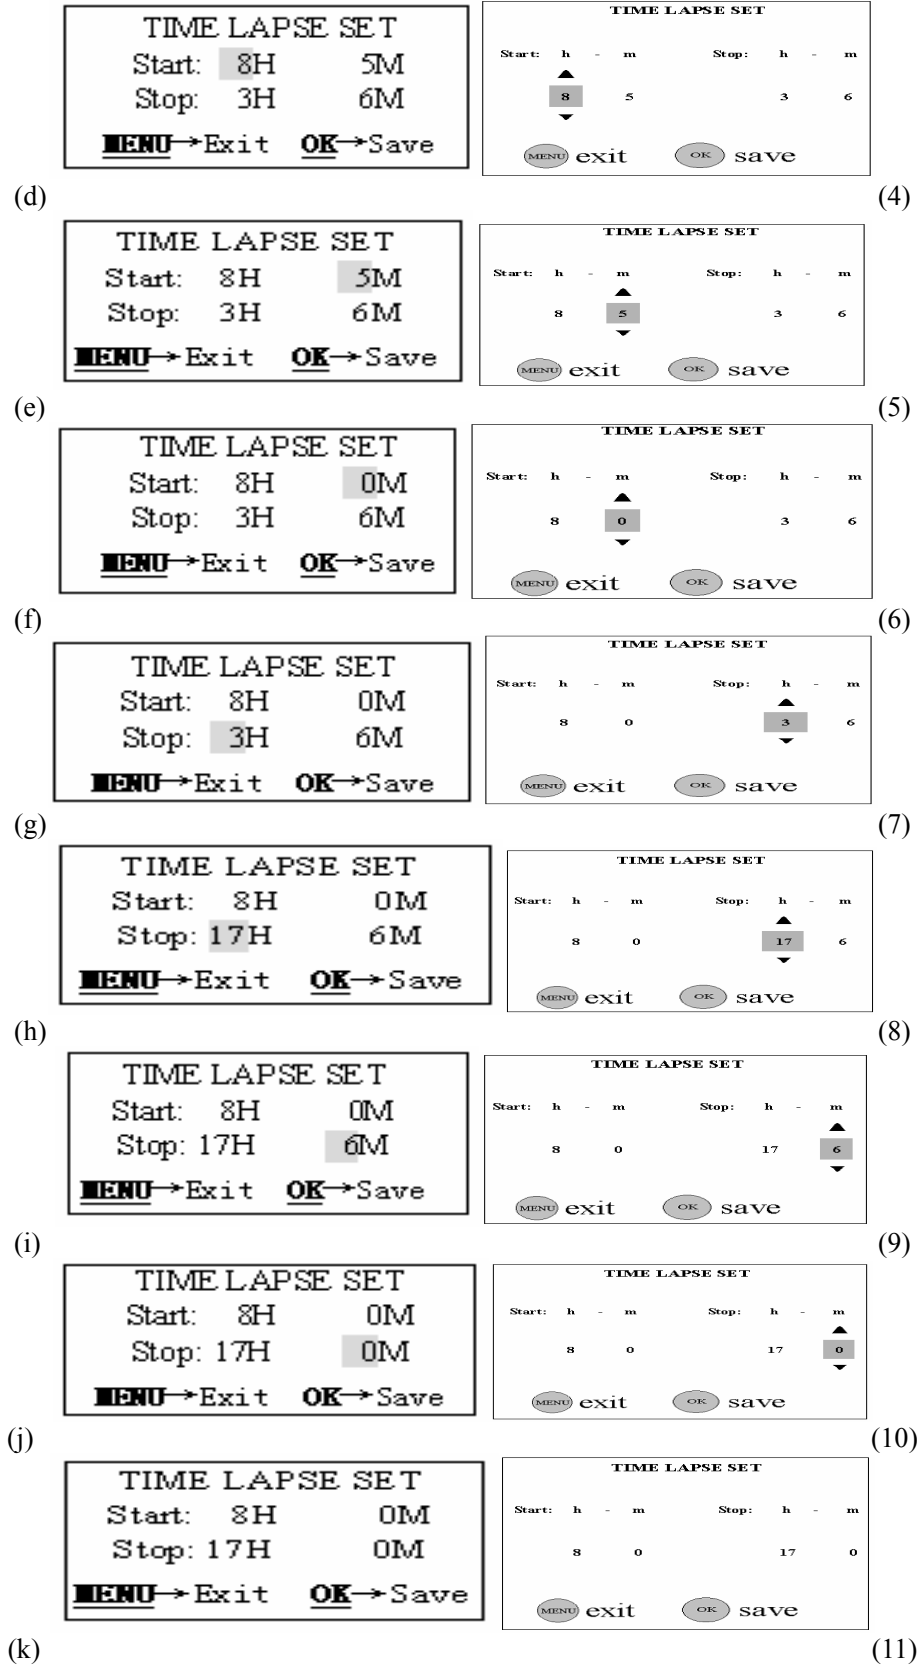 TIME LAPSE SET
Start: 8H 5M
Stop: 3H 6M
MENU→Exit OK→Save
(d)
TIME LAPSE SET
Start: h - m Stop: h - m
8 5 3 6
MENU exit OK save
(4)
TIME LAPSE SET
Start: 8H 5M
Stop: 3H 6M
MENU→Exit OK→Save
(e)
TIME LAPSE SET
Start: h - m Stop: h - m
8 5 3 6
MENU exit OK save
(5)
TIME LAPSE SET
Start: 8H 0M
Stop: 3H 6M
MENU→Exit OK→Save
(f)
TIME LAPSE SET
Start: h - m Stop: h - m
8 0 3 6
MENU exit OK save
(6)
TIME LAPSE SET
Start: 8H 0M
Stop: 3H 6M
MENU→Exit OK→Save
(g)
TIME LAPSE SET
Start: h - m Stop: h - m
8 0 3 6
MENU exit OK save
(7)
TIME LAPSE SET
Start: 8H 0M
Stop: 17H 6M
MENU→Exit OK→Save
(h)
TIME LAPSE SET
Start: h - m Stop: h - m
8 0 17 6
MENU exit OK save
(8)
TIME LAPSE SET
Start: 8H 0M
Stop: 17H 6M
MENU→Exit OK→Save
(i)
TIME LAPSE SET
Start: h - m Stop: h - m
8 0 17 6
MENU exit OK save
(9)
TIME LAPSE SET
Start: 8H 0M
Stop: 17H 0M
MENU→Exit OK→Save
(j)
TIME LAPSE SET
Start: h - m Stop: h - m
8 0 17 0
MENU exit OK save
(10)
TIME LAPSE SET
Start: 8H 0M
Stop: 17H 0M
MENU→Exit OK→Save
(k)
TIME LAPSE SET
Start: h - m Stop: h - m
8 0 17 0
MENU exit OK save
(11)